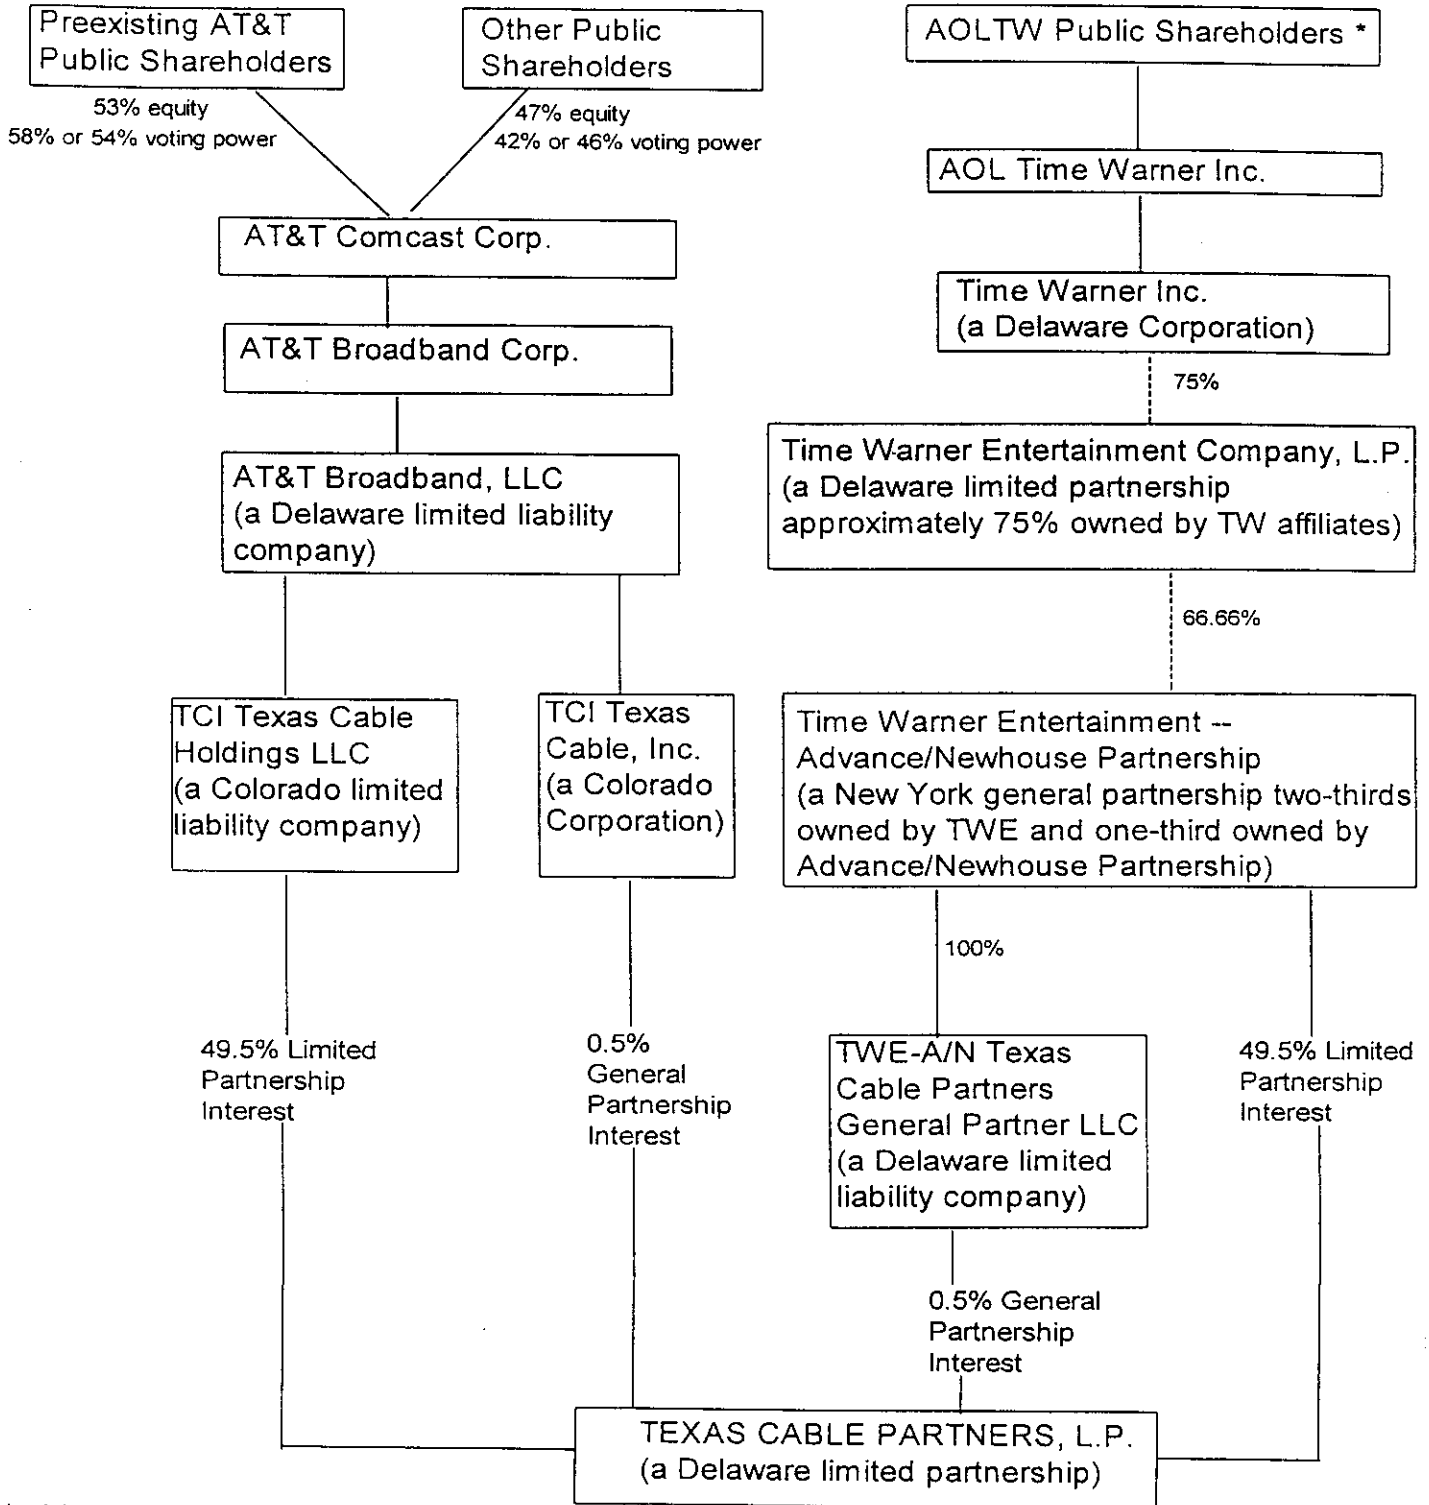 Preexisting AT&T
Public Shareholders
53% equity
58% or 54% voting power
Other Public
Shareholders
47% equity
42% or 46% voting power
AT&T Comcast Corp.
AT&T Broadband Corp.
AT&T Broadband, LLC
(a Delaware limited liability
company)
TCI Texas Cable
Holdings LLC
(a Colorado limited
liability company)
TCI Texas
Cable, Inc.
(a Colorado
Corporation)
49.5% Limited
Partnership
Interest
0.5%
General
Partnership
Interest
AOLTW Public Shareholders *
AOL Time Warner Inc.
Time Warner Inc.
(a Delaware Corporation)
75%
Time Warner Entertainment Company, L.P.
(a Delaware limited partnership
approximately 75% owned by TW affiliates)
66.66%
Time Warner Entertainment --
Advance/Newhouse Partnership
(a New York general partnership two-thirds
owned by TWE and one-third owned by
Advance/Newhouse Partnership)
100%
TWE-A/N Texas
Cable Partners
General Partner LLC
(a Delaware limited
liability company)
49.5% Limited
Partnership
Interest
0.5% General
Partnership
Interest
TEXAS CABLE PARTNERS, L.P.
(a Delaware limited partnership)